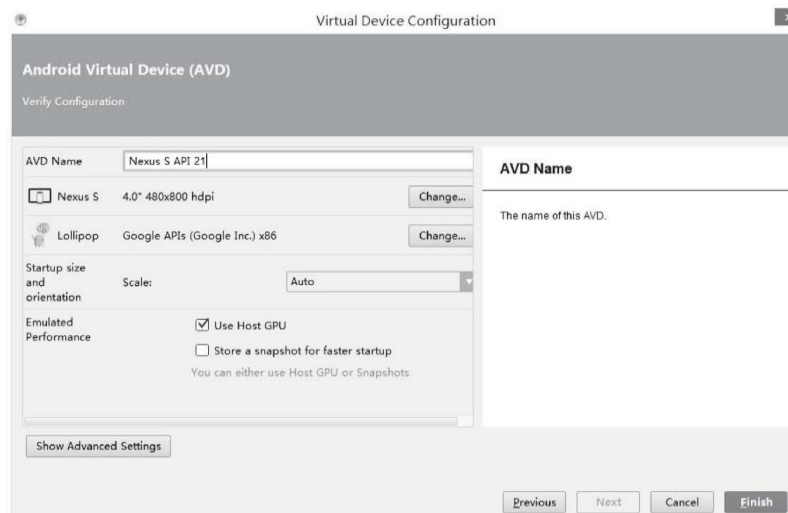 Virtual Device Configuration
Android Virtual Device (AVD)
Verify Configuration
AVD Name
Nexus S API 21
Nexus S
4.0" 480x800 hdpi
Change...
Lollipop
Google APIs (Google Inc.) x86
Change...
Startup size
and
orientation
Scale:
Auto
Emulated
Performance
Use Host GPU
Store a snapshot for faster startup
You can either use Host GPU or Snapshots
AVD Name
The name of this AVD.
Show Advanced Settings
Previous
Next
Cancel
Finish